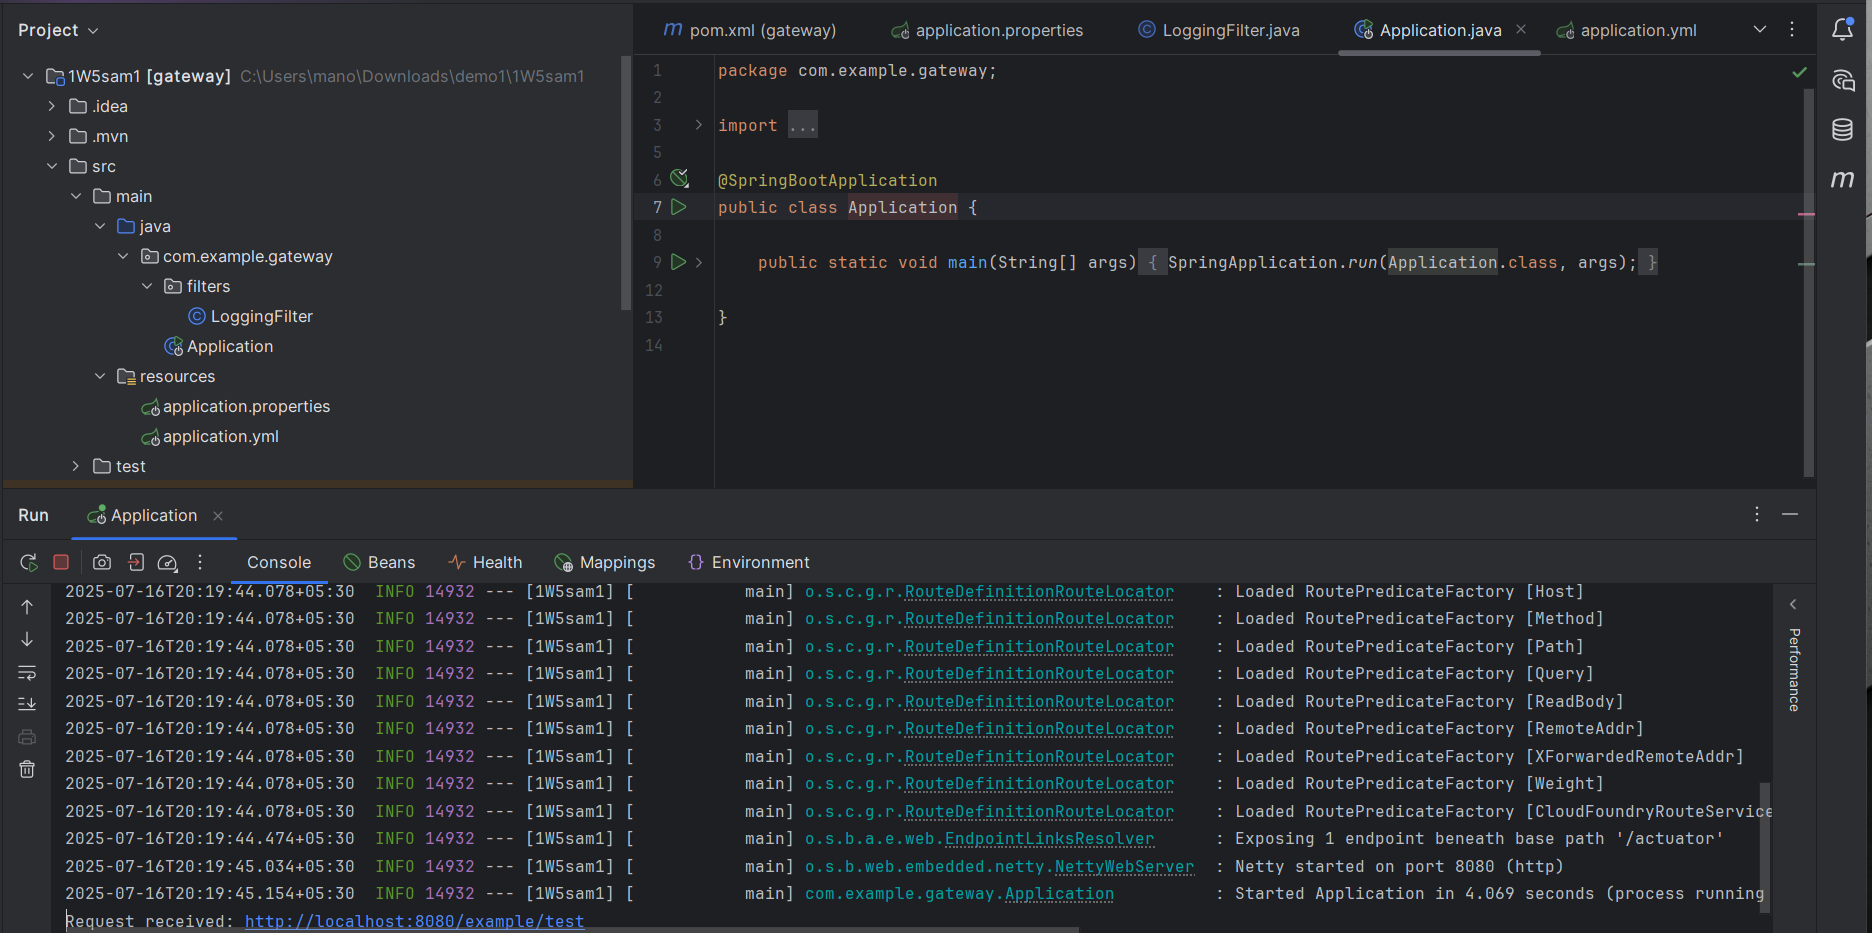 Project
pom.xml (gateway)
application.properties
LoggingFilter.java
Application.java
application.yml
1W5sam1 [gateway] C:\Users\mano\Downloads\demo1\1W5sam1
.idea
.mvn
src
main
java
com.example.gateway
filters
LoggingFilter
Application
resources
application.properties
application.yml
test
1 package com.example.gateway;
2
3 import ...
5
6 @SpringBootApplication
7 public class Application {
8
9 public static void main(String[] args) { SpringApplication.run(Application.class, args); }
12
13 }
14
Run
Application
Console
Beans
Health
Mappings
Environment
2025-07-16T20:19:44.078+05:30 INFO 14932 --- [1W5sam1] [ main] o.s.c.g.r.RouteDefinitionRouteLocator : Loaded RoutePredicateFactory [Host]
2025-07-16T20:19:44.078+05:30 INFO 14932 --- [1W5sam1] [ main] o.s.c.g.r.RouteDefinitionRouteLocator : Loaded RoutePredicateFactory [Method]
2025-07-16T20:19:44.078+05:30 INFO 14932 --- [1W5sam1] [ main] o.s.c.g.r.RouteDefinitionRouteLocator : Loaded RoutePredicateFactory [Path]
2025-07-16T20:19:44.078+05:30 INFO 14932 --- [1W5sam1] [ main] o.s.c.g.r.RouteDefinitionRouteLocator : Loaded RoutePredicateFactory [Query]
2025-07-16T20:19:44.078+05:30 INFO 14932 --- [1W5sam1] [ main] o.s.c.g.r.RouteDefinitionRouteLocator : Loaded RoutePredicateFactory [ReadBody]
2025-07-16T20:19:44.078+05:30 INFO 14932 --- [1W5sam1] [ main] o.s.c.g.r.RouteDefinitionRouteLocator : Loaded RoutePredicateFactory [RemoteAddr]
2025-07-16T20:19:44.078+05:30 INFO 14932 --- [1W5sam1] [ main] o.s.c.g.r.RouteDefinitionRouteLocator : Loaded RoutePredicateFactory [XForwardedRemoteAddr]
2025-07-16T20:19:44.078+05:30 INFO 14932 --- [1W5sam1] [ main] o.s.c.g.r.RouteDefinitionRouteLocator : Loaded RoutePredicateFactory [Weight]
2025-07-16T20:19:44.078+05:30 INFO 14932 --- [1W5sam1] [ main] o.s.c.g.r.RouteDefinitionRouteLocator : Loaded RoutePredicateFactory [CloudFoundryRouteService
2025-07-16T20:19:44.474+05:30 INFO 14932 --- [1W5sam1] [ main] o.s.b.a.e.web.EndpointLinksResolver : Exposing 1 endpoint beneath base path '/actuator'
2025-07-16T20:19:45.034+05:30 INFO 14932 --- [1W5sam1] [ main] o.s.b.web.embedded.netty.NettyWebServer : Netty started on port 8080 (http)
2025-07-16T20:19:45.154+05:30 INFO 14932 --- [1W5sam1] [ main] com.example.gateway.Application : Started Application in 4.069 seconds (process running
Request received: http://localhost:8080/example/test
Performance